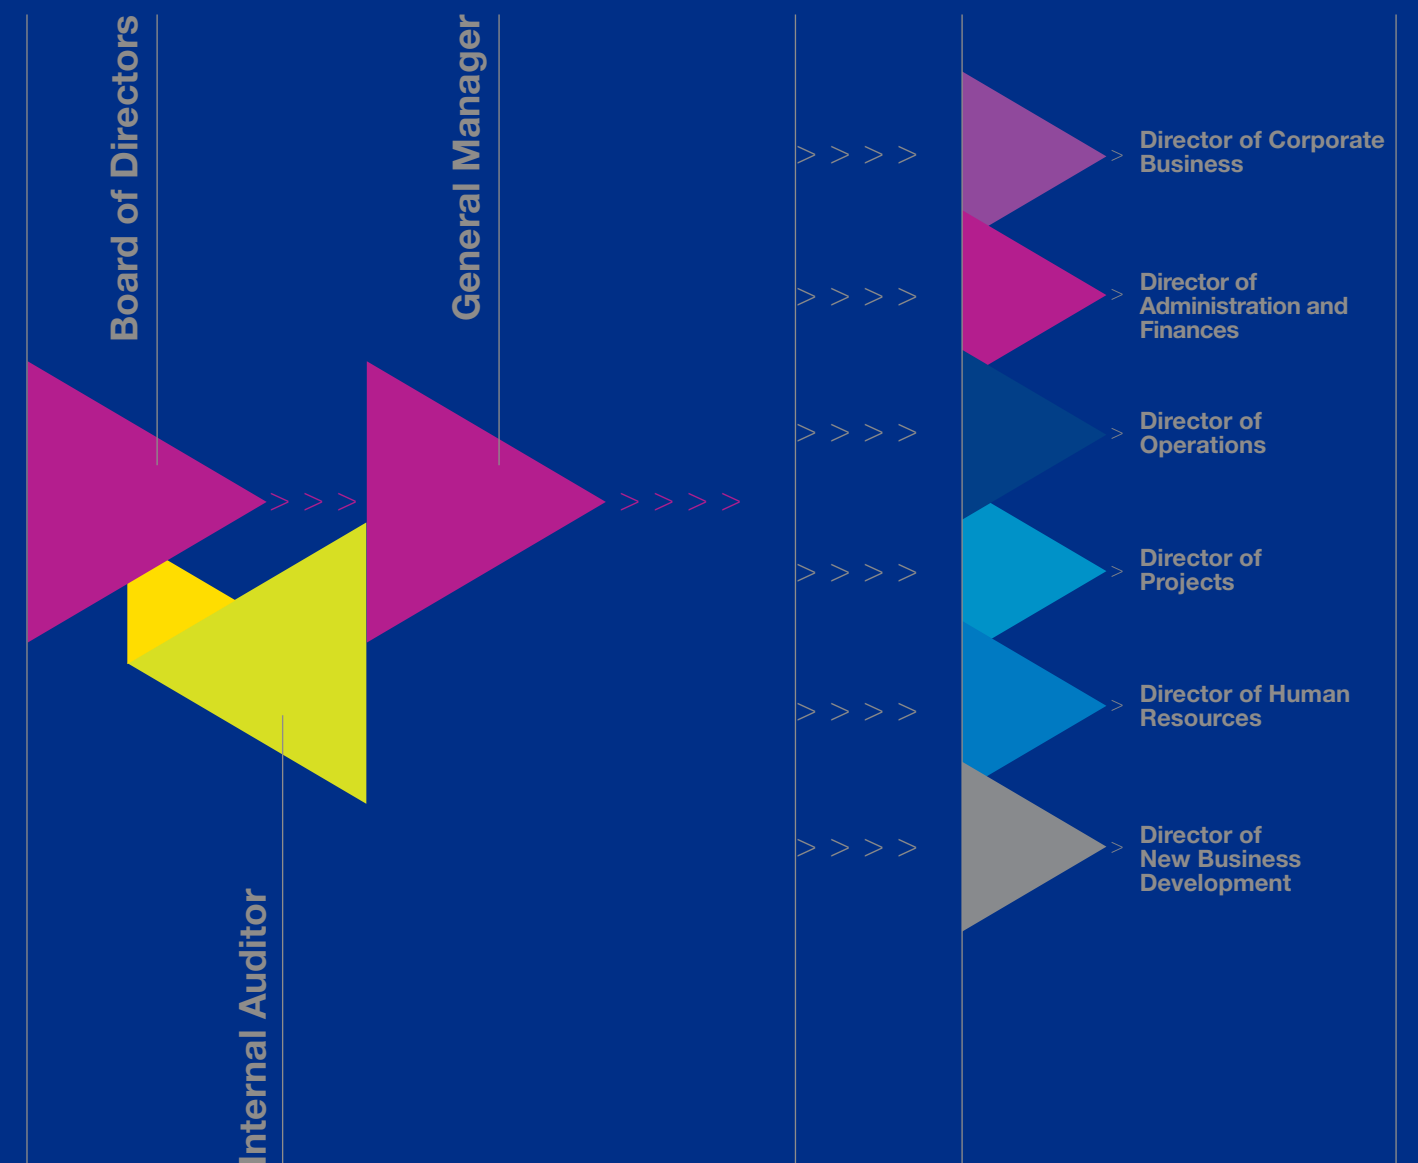 Board of Directors
General Manager
> > >
> > > >
Internal Auditor
> > > > > Director of Corporate
Business
> > > > > Director of
Administration and
Finances
> > > > > Director of
Operations
> > > > > Director of
Projects
> > > > > Director of Human
Resources
> > > > > Director of
New Business
Development